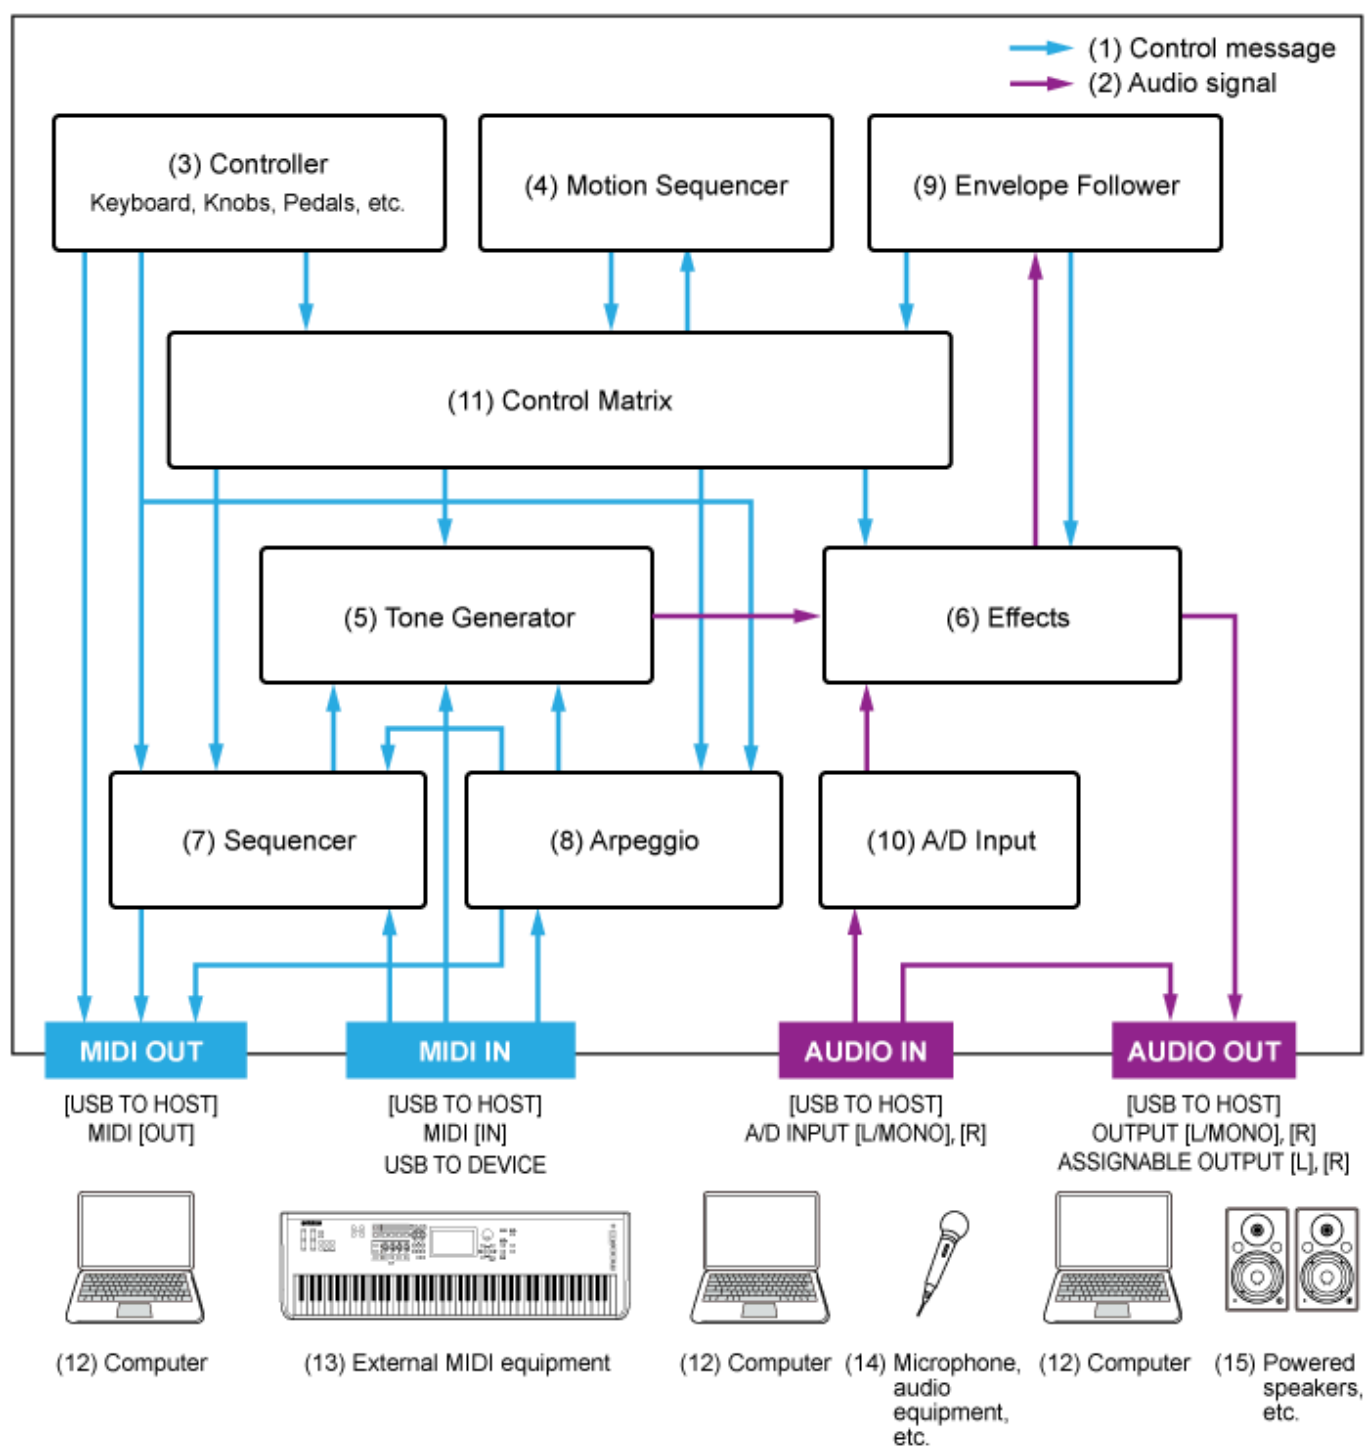 (1) Control message
(2) Audio signal
(3) Controller
Keyboard, Knobs, Pedals, etc.
(4) Motion Sequencer
(9) Envelope Follower
(11) Control Matrix
(5) Tone Generator
(6) Effects
(7) Sequencer
(8) Arpeggio
(10) A/D Input
MIDI OUT
MIDI IN
AUDIO IN
AUDIO OUT
[USB TO HOST]
MIDI [OUT]
[USB TO HOST]
MIDI [IN]
USB TO DEVICE
[USB TO HOST]
A/D INPUT [L/MONO], [R]
[USB TO HOST]
OUTPUT [L/MONO], [R]
ASSIGNABLE OUTPUT [L], [R]
(12) Computer
(13) External MIDI equipment
(12) Computer
(14) Microphone,
audio
equipment,
etc.
(12) Computer
(15) Powered
speakers,
etc.